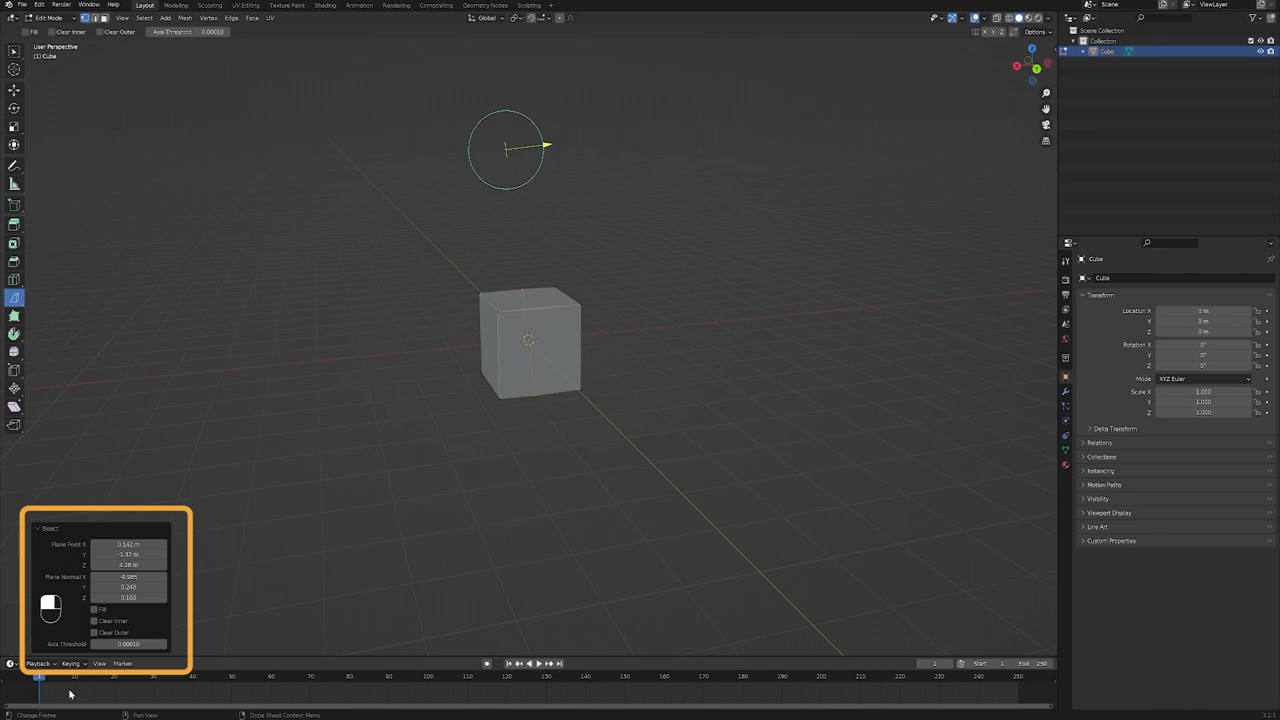 File Edit Render Window Help Layout Modeling Sculpting UV Editing Texture Paint Shading Animation Rendering Compositing Geometry Nodes Scripting + Scene ViewLayer
Edit Mode View Select Add Mesh Vertex Edge Face UV Global
Fill Clear Inner Clear Outer Axis Threshold 0.00010 X Y Z Options
User Perspective
(1) Cube
Scene Collection
Collection
Cube
Z
X
Y
Cube
Cube
Transform
Location X 0 m
Y 0 m
Z 0 m
Rotation X 0°
Y 0°
Z 0°
Mode XYZ Euler
Scale X 1.000
Y 1.000
Z 1.000
Delta Transform
Relations
Collections
Instancing
Motion Paths
Visibility
Viewport Display
Line Art
Custom Properties
Bisect
Plane Point X 0.142 m
Y -1.32 m
Z 4.28 m
Plane Normal X -0.965
Y 0.240
Z 0.103
Fill
Clear Inner
Clear Outer
Axis Threshold 0.00010
Playback Keying View Marker 1 Start 1 End 250
1 10 20 30 40 50 60 70 80 90 100 110 120 130 140 150 160 170 180 190 200 210 220 230 240 250
Change Frame Pan View Dope Sheet Context Menu 3.2.1